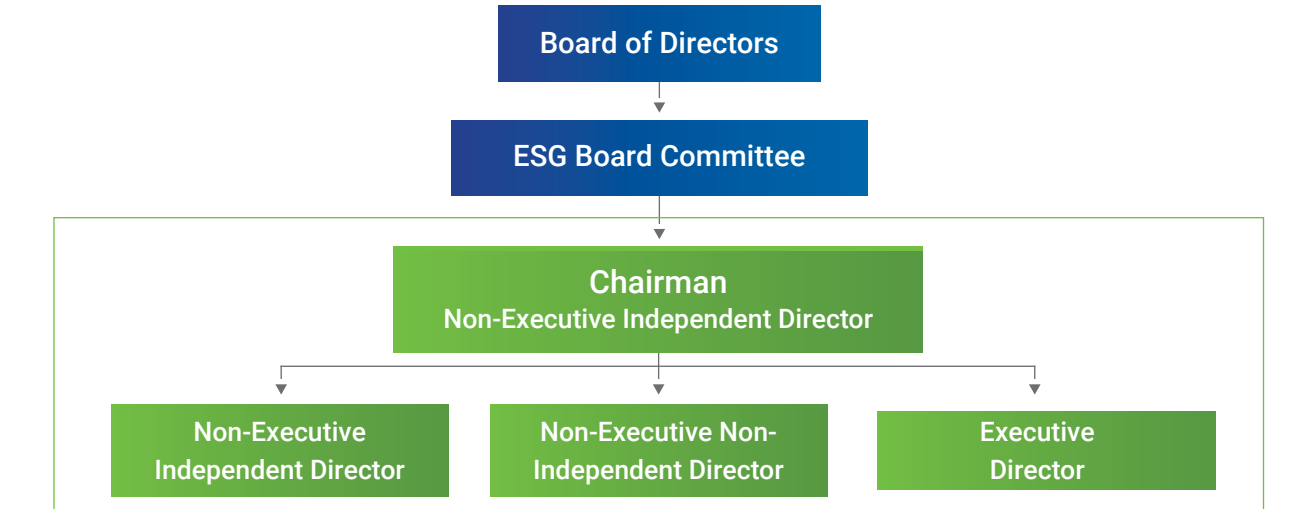 Board of Directors
ESG Board Committee
Chairman
Non-Executive Independent Director
Non-Executive
Independent Director
Non-Executive Non-
Independent Director
Executive
Director